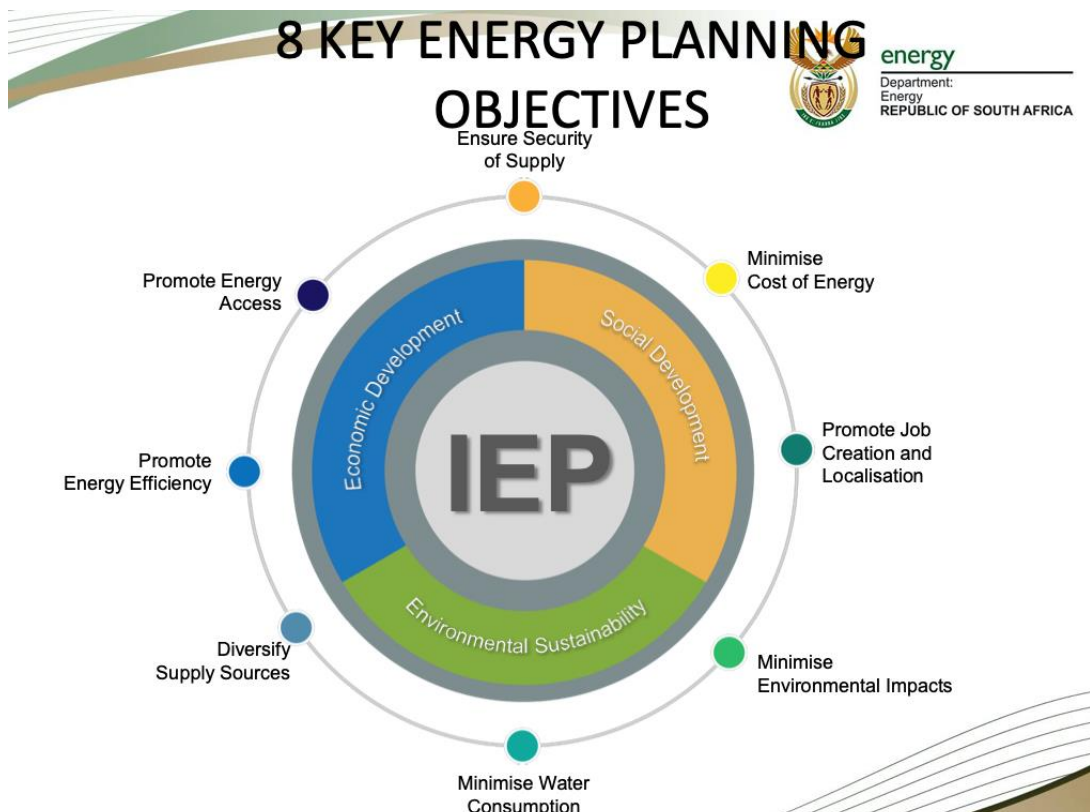 8 KEY ENERGY PLANNING
OBJECTIVES
energy
Department:
Energy
REPUBLIC OF SOUTH AFRICA
Ensure Security
of Supply
Minimise
Cost of Energy
Promote Job
Creation and
Localisation
Minimise
Environmental Impacts
Minimise Water
Consumption
Diversify
Supply Sources
Promote
Energy Efficiency
Promote Energy
Access
Economic Development
Social Development
Environmental Sustainability
IEP